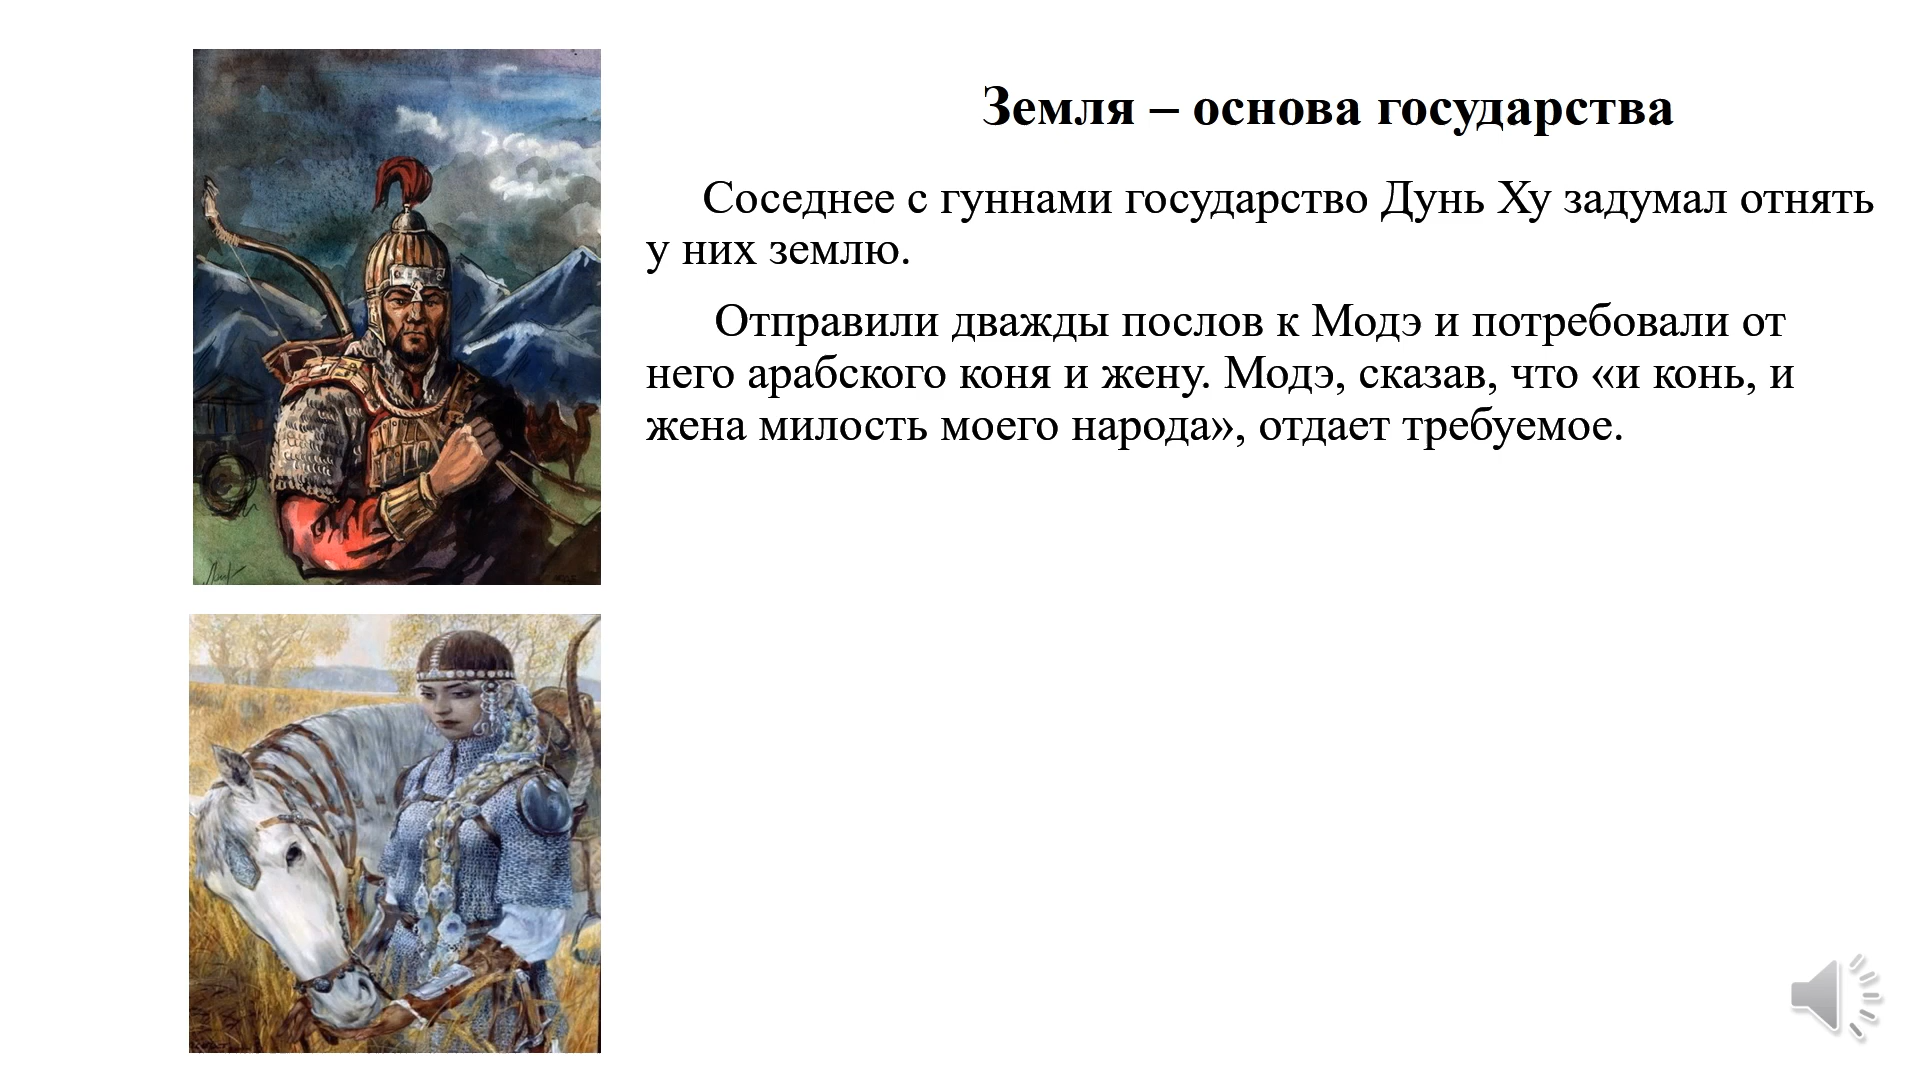 Земля – основа государства
Соседнее с гуннами государство Дунь Ху задумал отнять
у них землю.
Отправили дважды послов к Модэ и потребовали от
него арабского коня и жену. Модэ, сказав, что «и конь, и
жена милость моего народа», отдает требуемое.